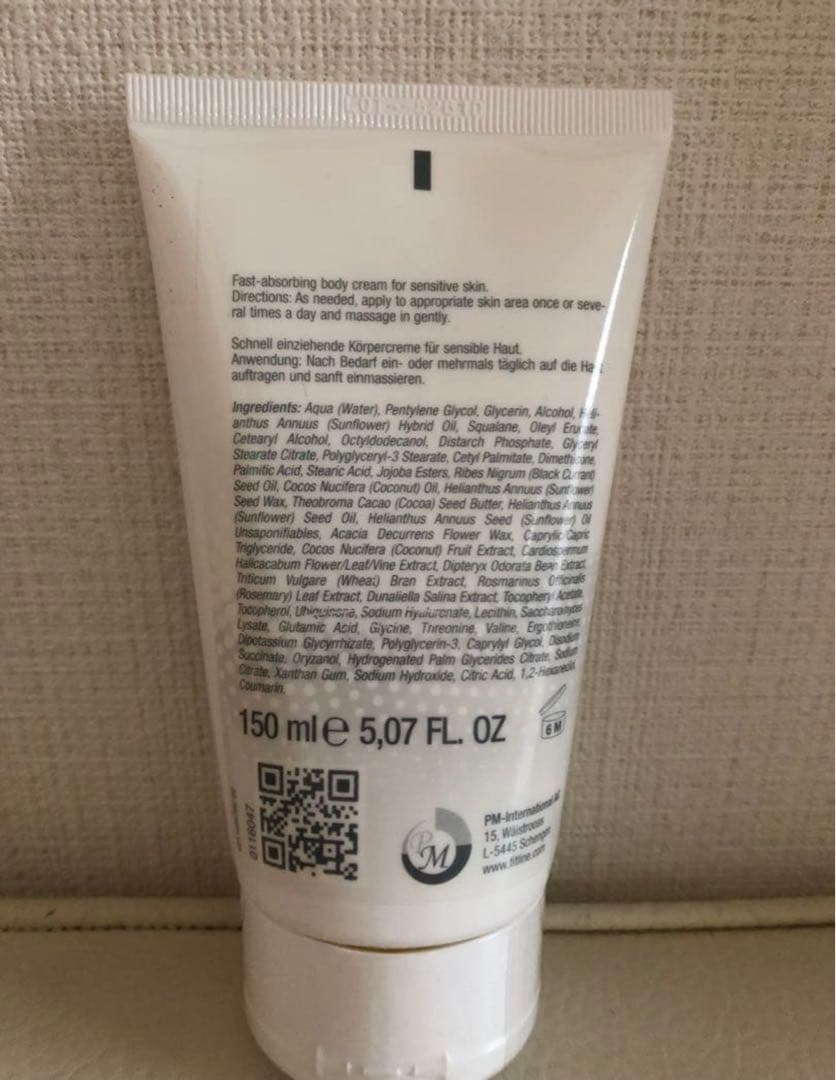 Fast-absorbing body cream for sensitive skin.
Directions: As needed, apply to appropriate skin area once or seve-
ral times a day and massage in gently.
Schnell einziehende Körpercreme für sensible Haut.
Anwendung: Nach Bedarf ein- oder mehrmals täglich auf die
auftragen und sanft einmassieren.
Ingredients: Aqua (Water), Pentylene Glycol, Glycerin, Alcohol, Heli-
anthus Annuus (Sunflower) Hybrid Oil, Squalane, Oleyl Erucate,
Cetearyl Alcohol, Octyldodecanol, Distarch Phosphate, Glyceryl
Stearate Citrate, Polyglyceryl-3 Stearate, Cetyl Palmitate, Dimethicone,
Palmitic Acid, Stearic Acid, Jojoba Esters, Ribes Nigrum (Black Currant)
Seed Oil, Cocos Nucifera (Coconut) Oil, Helianthus Annuus (Sunflower)
Seed Wax, Theobroma Cacao (Cocoa) Seed Butter, Helianthus Annuus
(Sunflower) Seed Oil, Helianthus Annuus Seed (Sunflower) Oil
Unsaponifiables, Acacia Decurrens Flower Wax, Caprylic/Capric
Triglyceride, Cocos Nucifera (Coconut) Fruit Extract, Cardiospermum
Halicacabum Flower/Leaf/Vine Extract, Dipteryx Odorata Bean Extract,
Triticum Vulgare (Wheat) Bran Extract, Rosmarinus Officinalis
(Rosemary) Leaf Extract, Dunaliella Salina Extract, Tocopheryl Acetate,
Tocopherol, Ubiquinone, Sodium Hyaluronate, Lecithin, Saccharomyces
Lysate, Glutamic Acid, Glycine, Threonine, Valine, Ergothioneine,
Dipotassium Glycyrrhizate, Polyglycerin-3, Caprylyl Glycol, Disodium
Succinate, Oryzanol, Hydrogenated Palm Glycerides Citrate, Sodium
Citrate, Xanthan Gum, Sodium Hydroxide, Citric Acid, 1,2-Hexanediol,
Coumarin.
150 ml e 5,07 FL. OZ
6 M
0116047
PM
PM-International AG
15, Wäistrooss
L-5445 Schengen
www.fitline.com